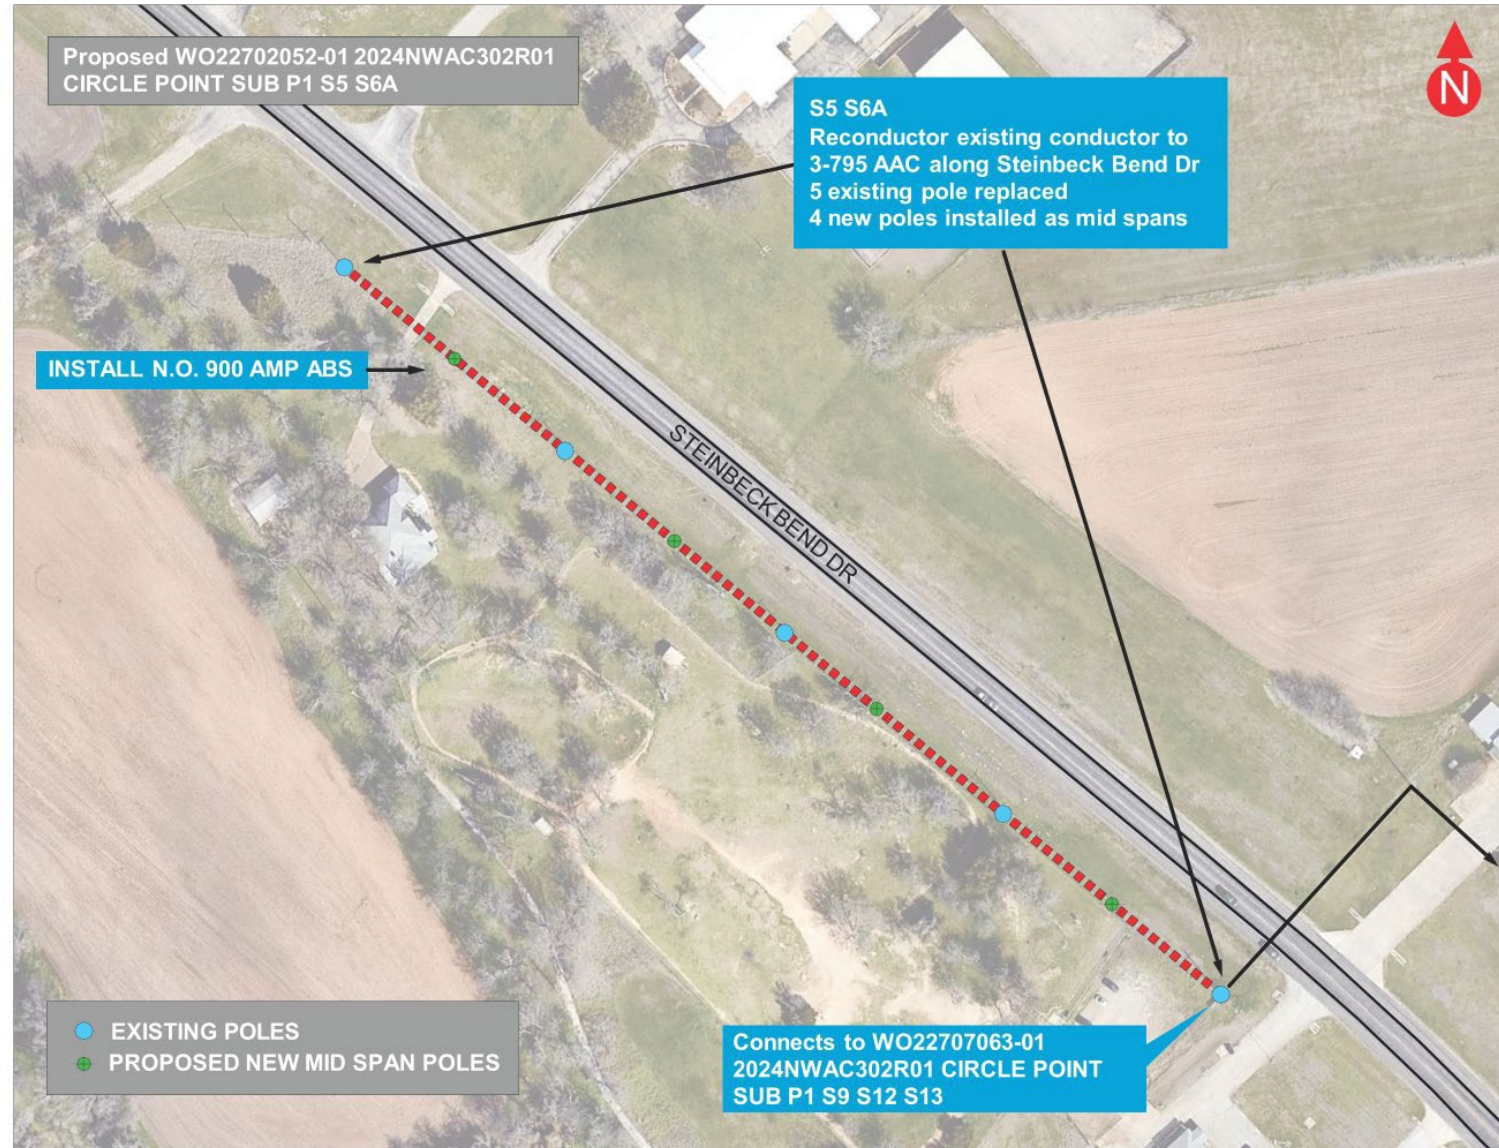 Proposed WO22702052-01 2024NWAC302R01
CIRCLE POINT SUB P1 S5 S6A
N
S5 S6A
Reconductor existing conductor to
3-795 AAC along Steinbeck Bend Dr
5 existing pole replaced
4 new poles installed as mid spans
INSTALL N.O. 900 AMP ABS
STEINBECK BEND DR
EXISTING POLES
PROPOSED NEW MID SPAN POLES
Connects to WO22707063-01
2024NWAC302R01 CIRCLE POINT
SUB P1 S9 S12 S13